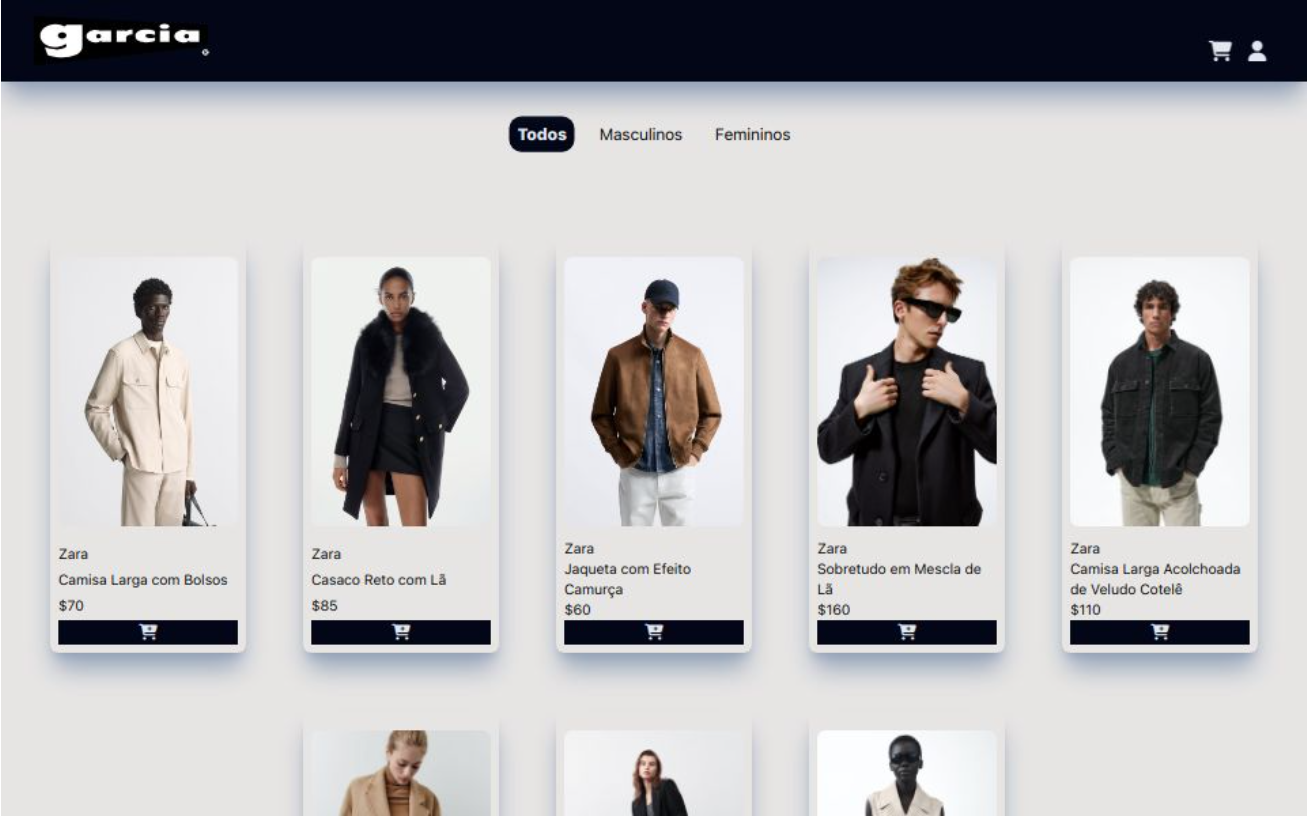 garcia
Todos
Masculinos
Femininos
Zara
Camisa Larga com Bolsos
$70
Zara
Casaco Reto com Lã
$85
Zara
Jaqueta com Efeito
Camurça
$60
Zara
Sobretudo em Mescla de
Lã
$160
Zara
Camisa Larga Acolchoada
de Veludo Cotelê
$110